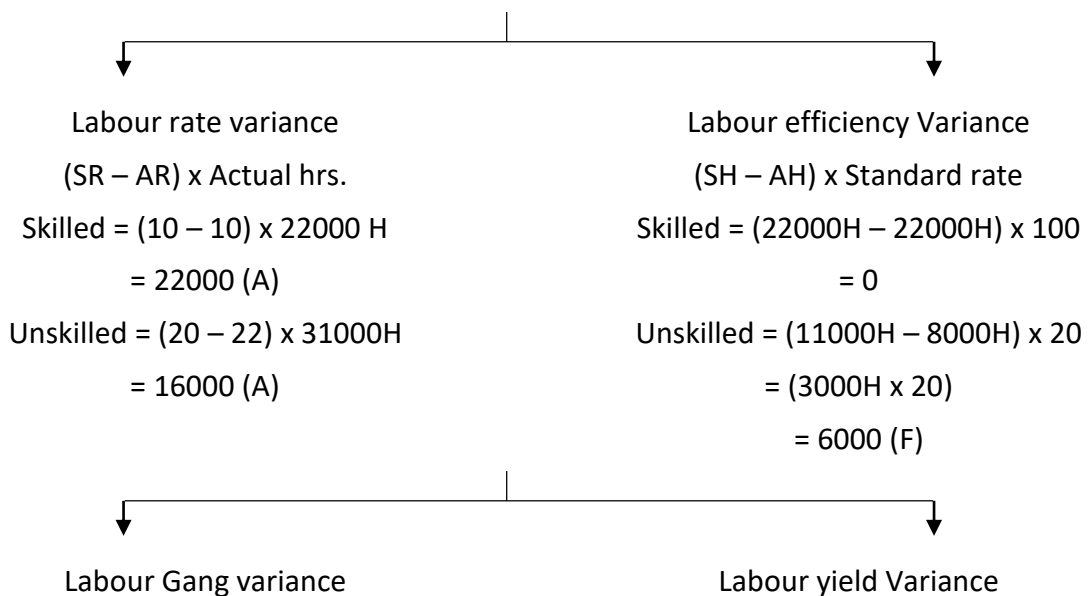 Labour rate variance
(SR – AR) x Actual hrs.
Skilled = (10 – 10) x 22000 H
= 22000 (A)
Unskilled = (20 – 22) x 31000H
= 16000 (A)
Labour efficiency Variance
(SH – AH) x Standard rate
Skilled = (22000H – 22000H) x 100
= 0
Unskilled = (11000H – 8000H) x 20
= (3000H x 20)
= 6000 (F)
Labour Gang variance
Labour yield Variance